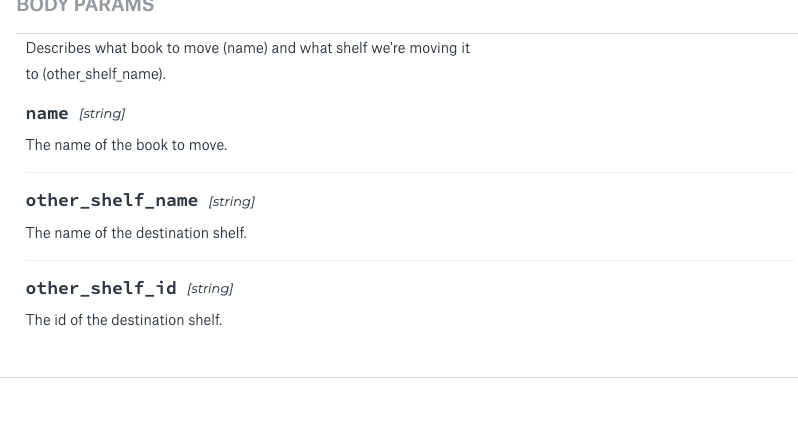 BODY PARAMS
Describes what book to move (name) and what shelf we're moving it
to (other_shelf_name).
name [string]
The name of the book to move.
other_shelf_name [string]
The name of the destination shelf.
other_shelf_id [string]
The id of the destination shelf.